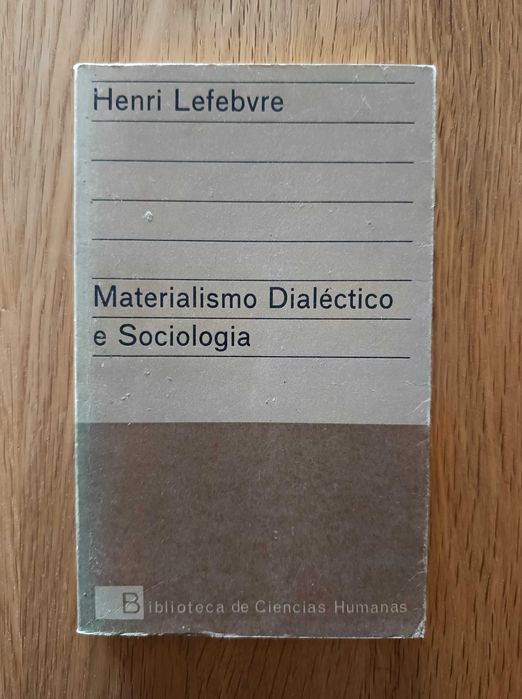 Henri Lefebvre
Materialismo Dialéctico
e Sociologia
Biblioteca de Ciencias Humanas